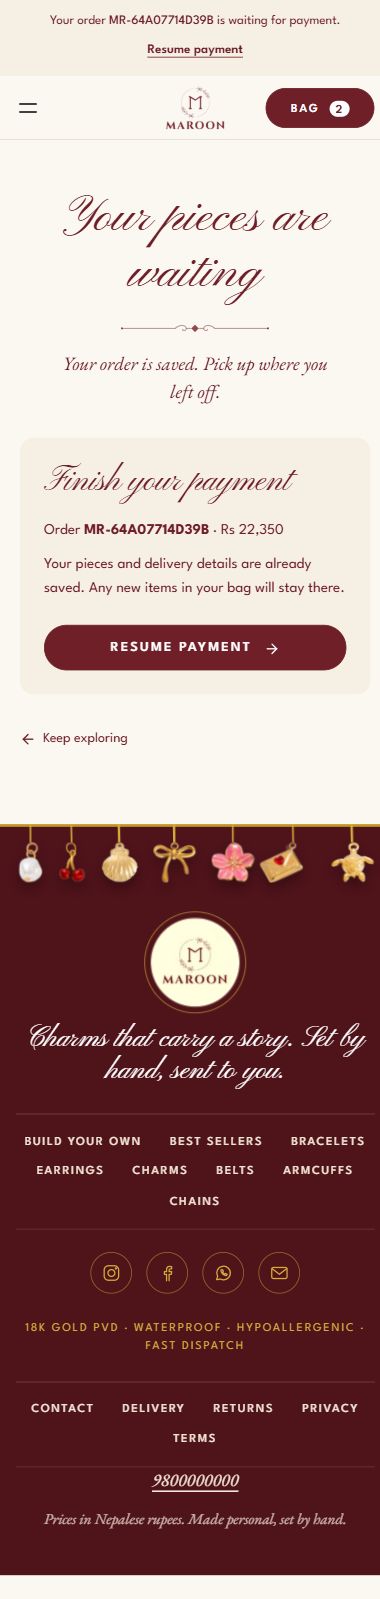 Your order MR-64A07714D39B is waiting for payment.
Resume payment
M
MAROON
BAG 2
Your pieces are
waiting
Your order is saved. Pick up where you
left off.
Finish your payment
Order MR-64A07714D39B · Rs 22,350
Your pieces and delivery details are already
saved. Any new items in your bag will stay there.
RESUME PAYMENT →
← Keep exploring
M
MAROON
Charms that carry a story. Set by
hand, sent to you.
BUILD YOUR OWN BEST SELLERS BRACELETS
EARRINGS CHARMS BELTS ARMCUFFS
CHAINS
18K GOLD PVD · WATERPROOF · HYPOALLERGENIC ·
FAST DISPATCH
CONTACT DELIVERY RETURNS PRIVACY
TERMS
9800000000
Prices in Nepalese rupees. Made personal, set by hand.